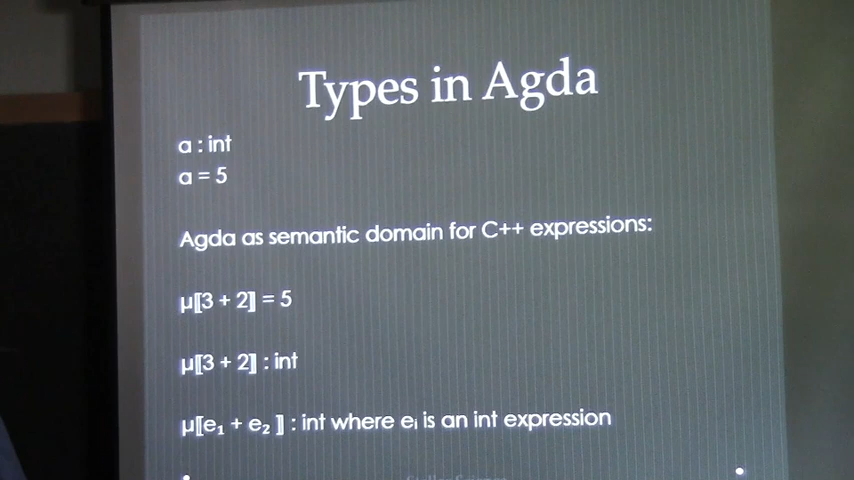 Types in Agda
a : int
a = 5
Agda as semantic domain for C++ expressions:
μ⟦3 + 2⟧ = 5
μ⟦3 + 2⟧ : int
μ⟦e₁ + e₂ ⟧ : int where eᵢ is an int expression